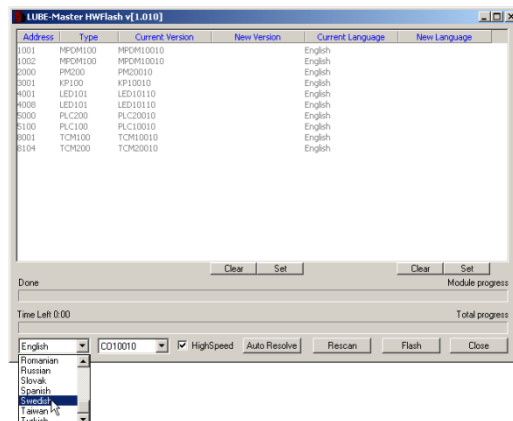 LUBE-Master HWFlash v[1.010]
Address Type Current Version New Version Current Language New Language
1001 MPDM100 MPDM10010 English
1002 MPDM100 MPDM10010 English
2000 PM200 PM20010 English
3001 KP100 KP10010 English
4001 LED101 LED10110 English
4008 LED101 LED10110 English
5000 PLC200 PLC20010 English
5100 PLC100 PLC10010 English
8001 TCM100 TCM10010 English
8104 TCM200 TCM20010 English
Clear Set Clear Set
Done Module progress
Time Left 0:00 Total progress
English CO10010 HighSpeed Auto Resolve Rescan Flash Close
Romanian
Russian
Slovak
Spanish
Swedish
Taiwan
Turkish